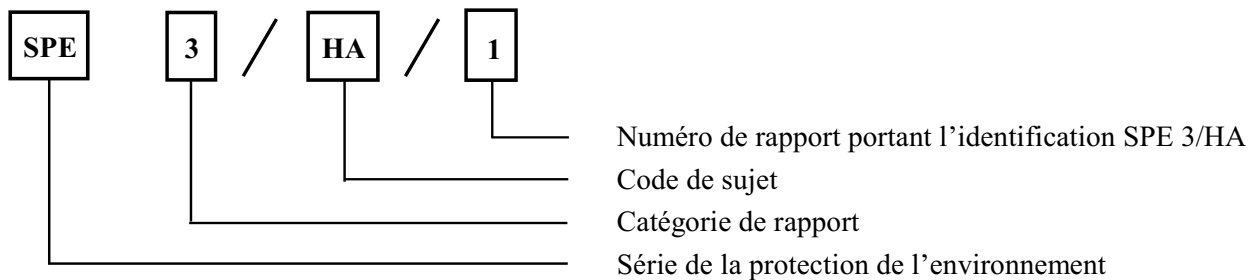 SPE 3 / HA / 1
Numéro de rapport portant l’identification SPE 3/HA
Code de sujet
Catégorie de rapport
Série de la protection de l’environnement